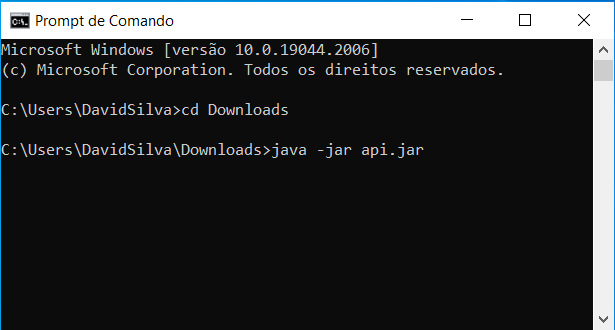 Prompt de Comando
Microsoft Windows [versão 10.0.19044.2006]
(c) Microsoft Corporation. Todos os direitos reservados.
C:\Users\DavidSilva>cd Downloads
C:\Users\DavidSilva\Downloads>java -jar api.jar